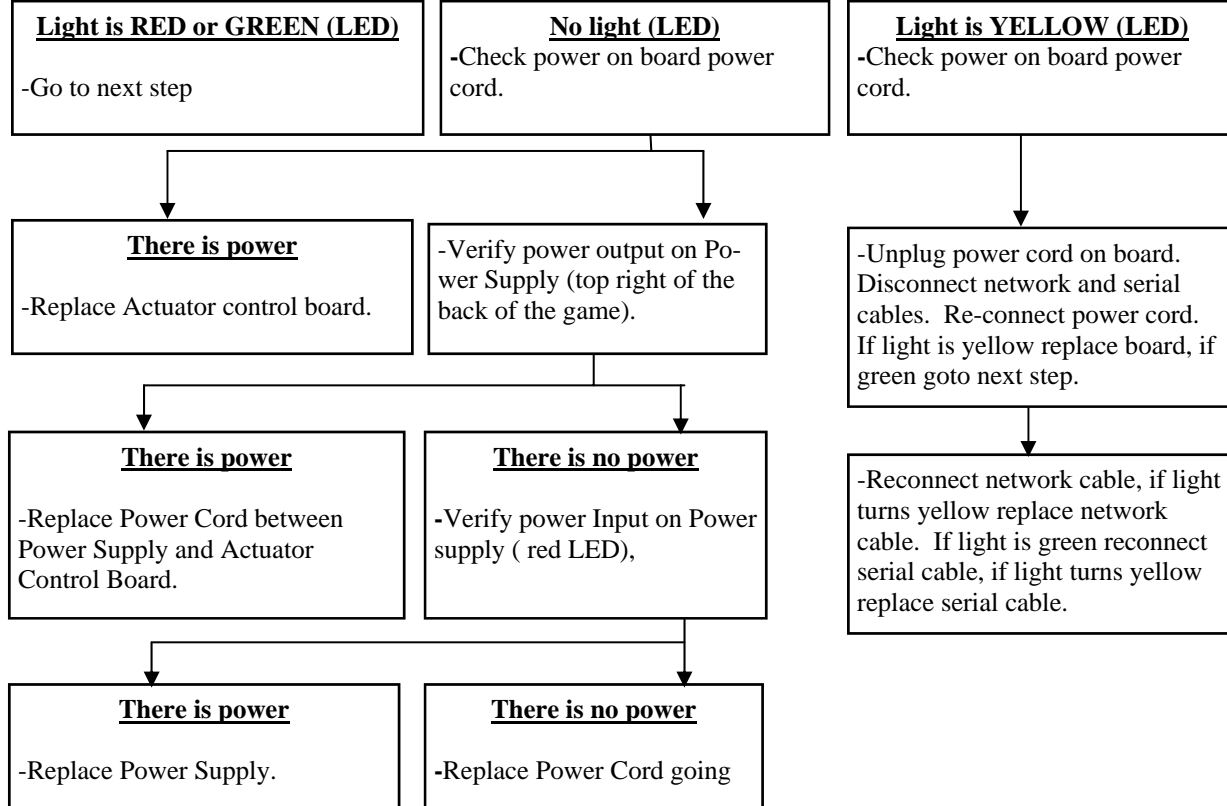 Light is RED or GREEN (LED)
-Go to next step
No light (LED)
-Check power on board power
cord.
Light is YELLOW (LED)
-Check power on board power
cord.
There is power
-Replace Actuator control board.
-Verify power output on Po-
wer Supply (top right of the
back of the game).
-Unplug power cord on board.
Disconnect network and serial
cables.  Re-connect power cord.
If light is yellow replace board, if
green goto next step.
There is power
-Replace Power Cord between
Power Supply and Actuator
Control Board.
There is no power
-Verify power Input on Power
supply ( red LED),
-Reconnect network cable, if light
turns yellow replace network
cable.  If light is green reconnect
serial cable, if light turns yellow
replace serial cable.
There is power
-Replace Power Supply.
There is no power
-Replace Power Cord going